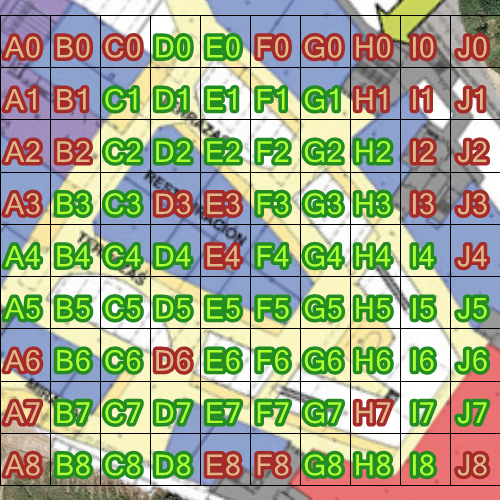 A0 B0 C0 D0 E0 F0 G0 H0 I0 J0
A1 B1 C1 D1 E1 F1 G1 H1 I1 J1
A2 B2 C2 D2 E2 F2 G2 H2 I2 J2
A3 B3 C3 D3 E3 F3 G3 H3 I3 J3
A4 B4 C4 D4 E4 F4 G4 H4 I4 J4
A5 B5 C5 D5 E5 F5 G5 H5 I5 J5
A6 B6 C6 D6 E6 F6 G6 H6 I6 J6
A7 B7 C7 D7 E7 F7 G7 H7 I7 J7
A8 B8 C8 D8 E8 F8 G8 H8 I8 J8